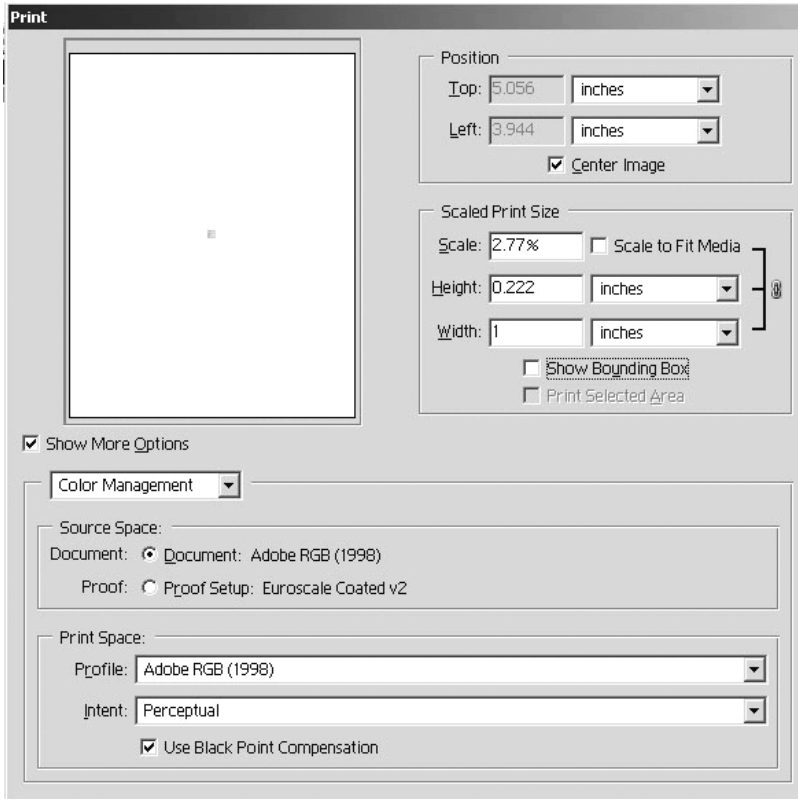 Print
Position
Top: 5.056 inches
Left: 3.944 inches
Center Image
Scaled Print Size
Scale: 2.77% Scale to Fit Media
Height: 0.222 inches
Width: 1 inches
Show Bounding Box
Print Selected Area
Show More Options
Color Management
Source Space:
Document: Document: Adobe RGB (1998)
Proof: Proof Setup: Euroscale Coated v2
Print Space:
Profile: Adobe RGB (1998)
Intent: Perceptual
Use Black Point Compensation